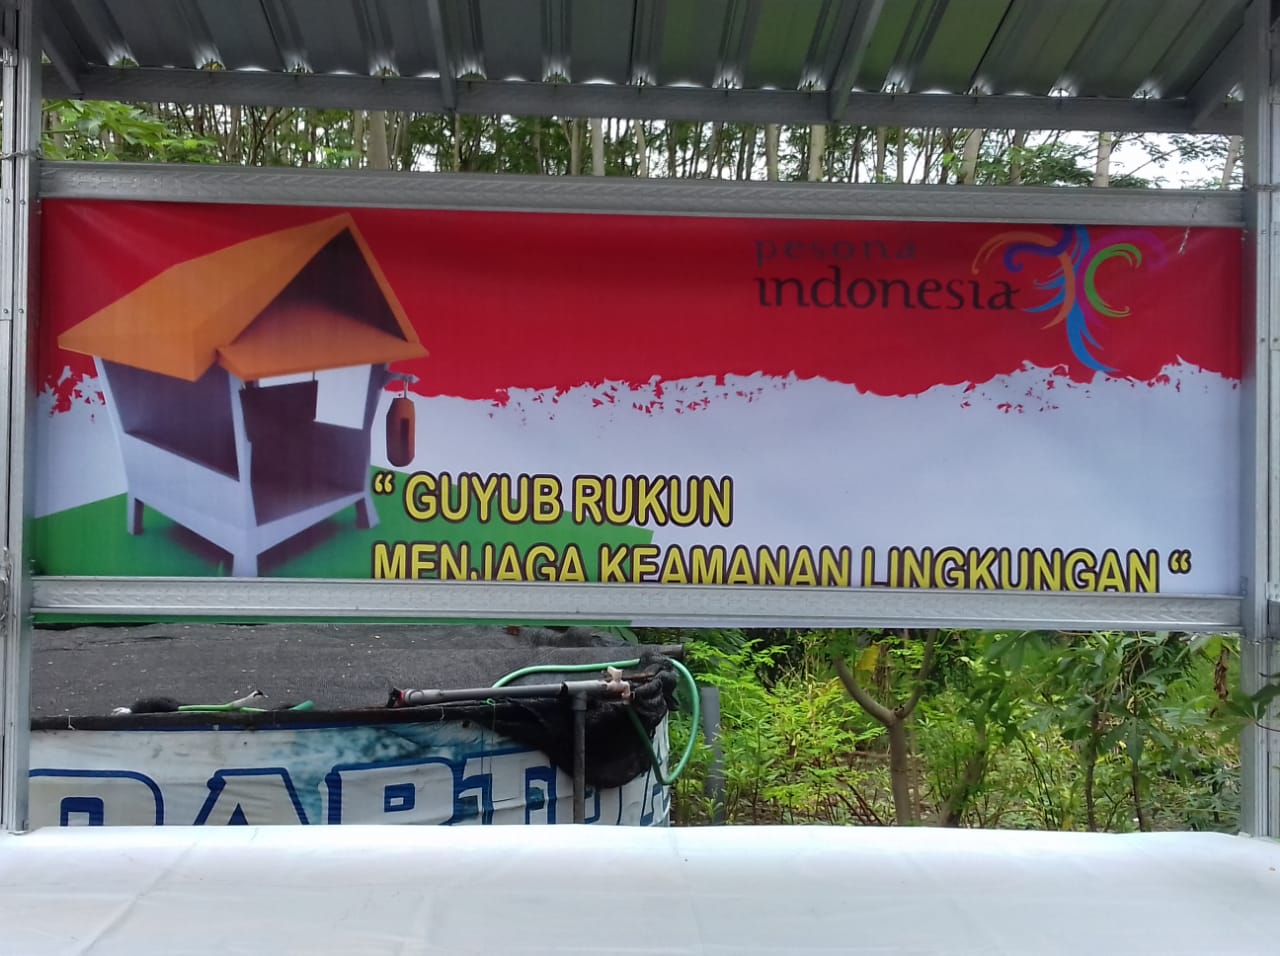 pesona
indonesia
“ GUYUB RUKUN
MENJAGA KEAMANAN LINGKUNGAN “